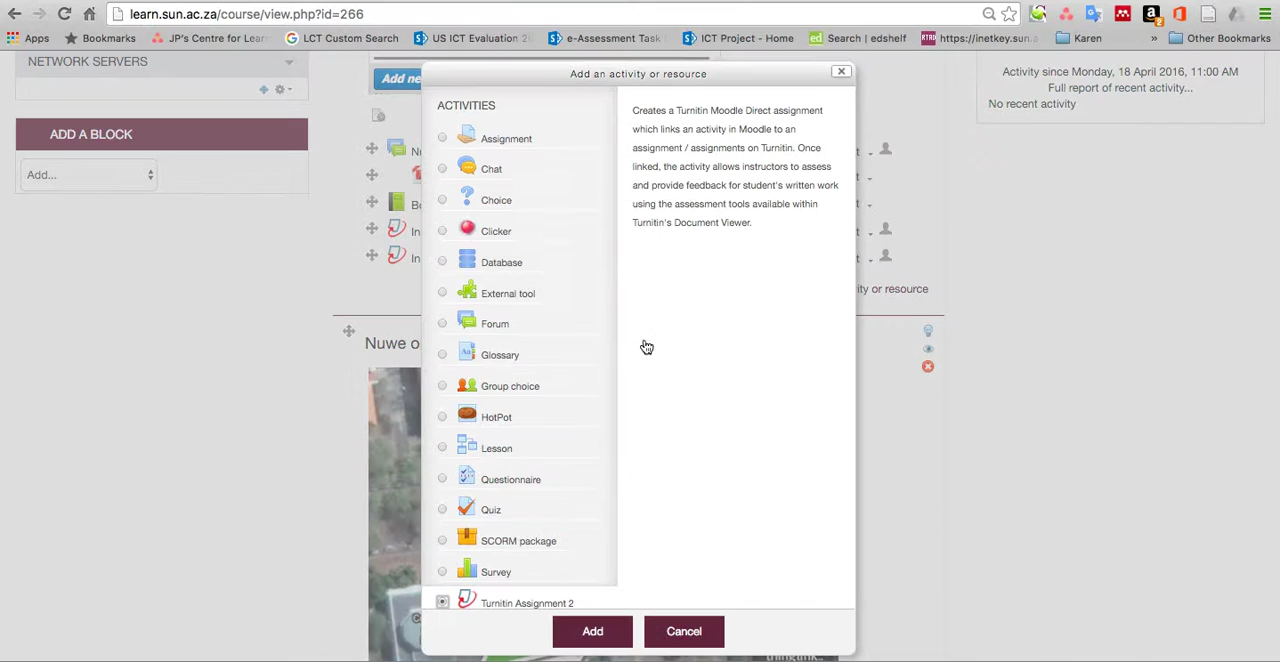 learn.sun.ac.za/course/view.php?id=266
Apps
Bookmarks
JP's Centre for Lear
LCT Custom Search
US ICT Evaluation 2
e-Assessment Task
ICT Project - Home
Search | edshelf
https://inetkey.sun.a
Karen
»
Other Bookmarks
NETWORK SERVERS
ADD A BLOCK
Add...
Add ne
Add an activity or resource
ACTIVITIES
Assignment
Chat
Choice
Clicker
Database
External tool
Forum
Glossary
Group choice
HotPot
Lesson
Questionnaire
Quiz
SCORM package
Survey
Turnitin Assignment 2
Creates a Turnitin Moodle Direct assignment
which links an activity in Moodle to an
assignment / assignments on Turnitin. Once
linked, the activity allows instructors to assess
and provide feedback for student's written work
using the assessment tools available within
Turnitin's Document Viewer.
Add
Cancel
Activity since Monday, 18 April 2016, 11:00 AM
Full report of recent activity...
No recent activity
ity or resource
Nuwe o